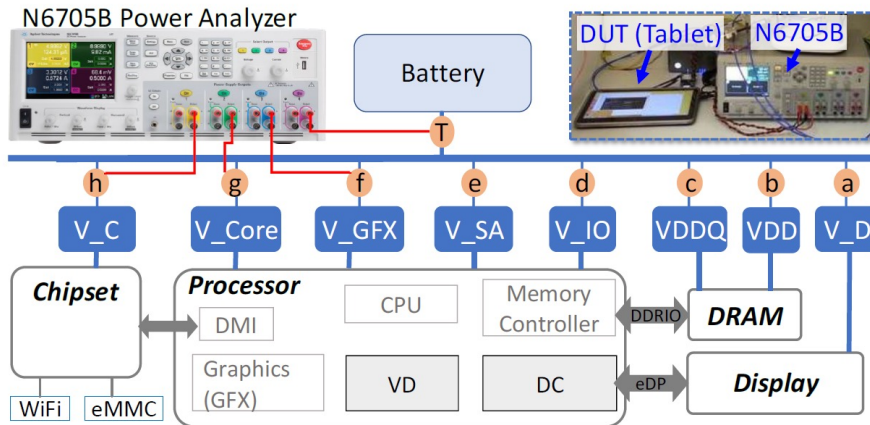 N6705B Power Analyzer
Battery
DUT (Tablet)
N6705B
T
h
g
f
e
d
c
b
a
V_C
V_Core
V_GFX
V_SA
V_IO
VDDQ
VDD
V_D
Chipset
Processor
CPU
Memory
Controller
DMI
DDRIO
DRAM
Graphics
(GFX)
VD
DC
eDP
Display
WiFi
eMMC